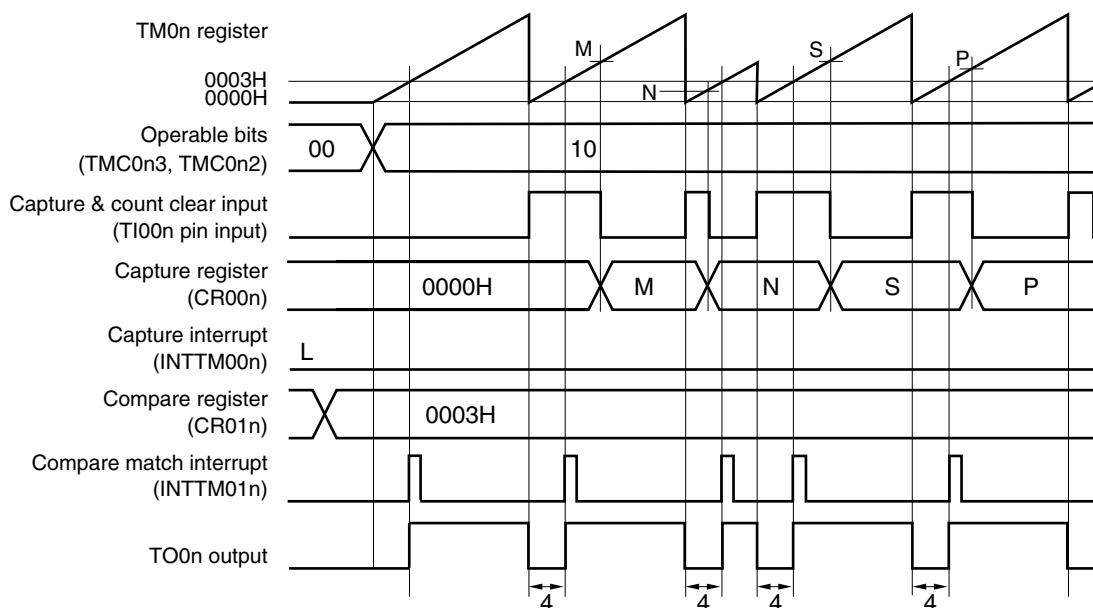 TM0n register
M
S
P
0003H
N
0000H
Operable bits
(TMC0n3, TMC0n2)
00
10
Capture & count clear input
(TI00n pin input)
Capture register
(CR00n)
0000H
M
N
S
P
Capture interrupt
(INTTM00n)
L
Compare register
(CR01n)
0003H
Compare match interrupt
(INTTM01n)
TO0n output
4
4
4
4